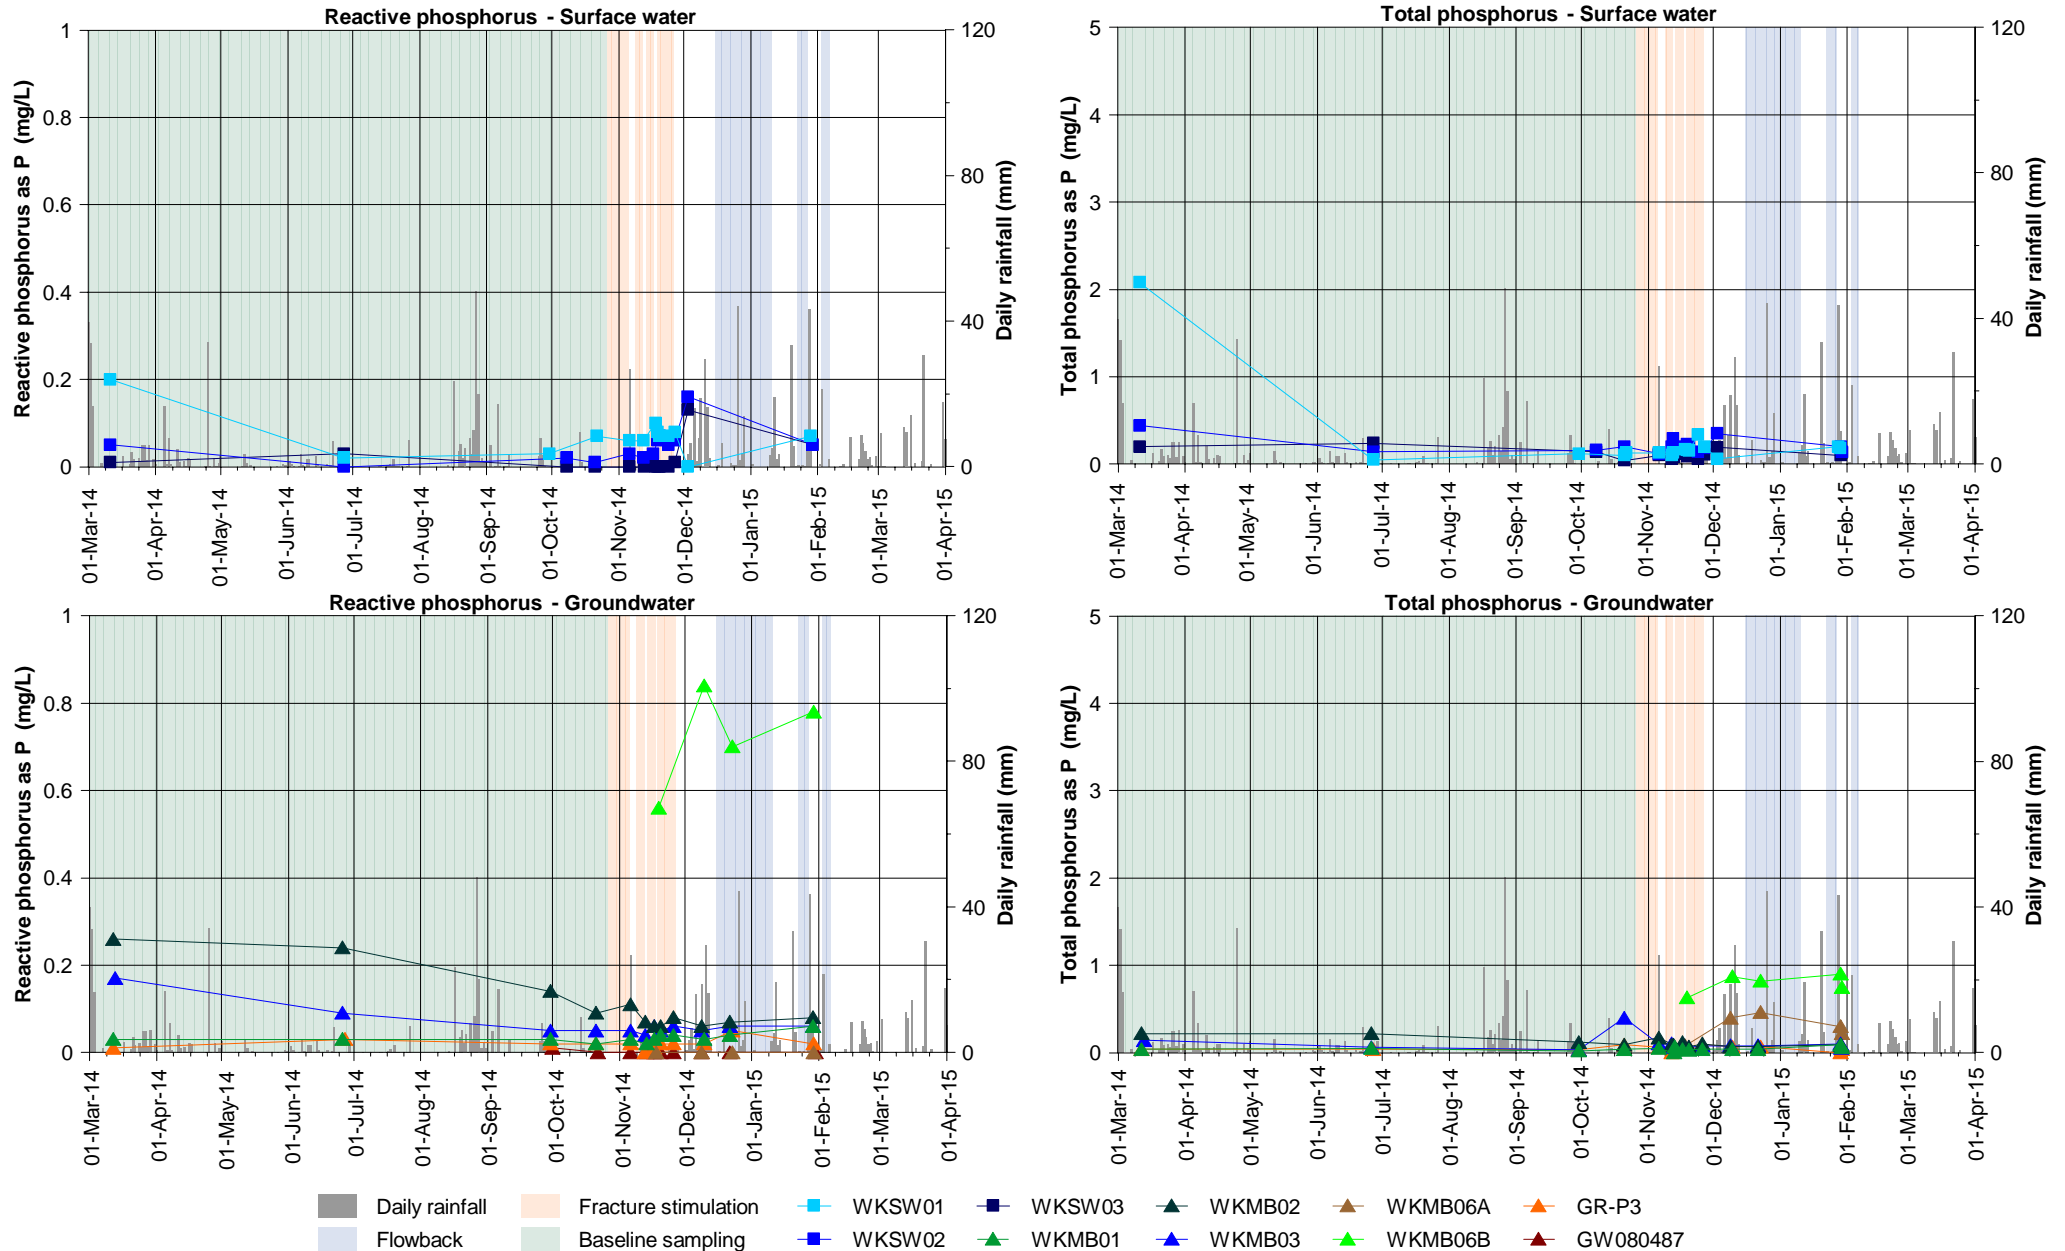 Reactive phosphorus - Surface water
Reactive phosphorus as P (mg/L)
1
0.8
0.6
0.4
0.2
0
120
80
40
0
Daily rainfall (mm)
01-Mar-14
01-Apr-14
01-May-14
01-Jun-14
01-Jul-14
01-Aug-14
01-Sep-14
01-Oct-14
01-Nov-14
01-Dec-14
01-Jan-15
01-Feb-15
01-Mar-15
01-Apr-15
Total phosphorus - Surface water
Total phosphorus as P (mg/L)
5
4
3
2
1
0
120
80
40
0
Daily rainfall (mm)
01-Mar-14
01-Apr-14
01-May-14
01-Jun-14
01-Jul-14
01-Aug-14
01-Sep-14
01-Oct-14
01-Nov-14
01-Dec-14
01-Jan-15
01-Feb-15
01-Mar-15
01-Apr-15
Reactive phosphorus - Groundwater
Reactive phosphorus as P (mg/L)
1
0.8
0.6
0.4
0.2
0
120
80
40
0
Daily rainfall (mm)
01-Mar-14
01-Apr-14
01-May-14
01-Jun-14
01-Jul-14
01-Aug-14
01-Sep-14
01-Oct-14
01-Nov-14
01-Dec-14
01-Jan-15
01-Feb-15
01-Mar-15
01-Apr-15
Total phosphorus - Groundwater
Total phosphorus as P (mg/L)
5
4
3
2
1
0
120
80
40
0
Daily rainfall (mm)
01-Mar-14
01-Apr-14
01-May-14
01-Jun-14
01-Jul-14
01-Aug-14
01-Sep-14
01-Oct-14
01-Nov-14
01-Dec-14
01-Jan-15
01-Feb-15
01-Mar-15
01-Apr-15
Daily rainfall
Fracture stimulation
WKSW01
WKSW03
WKMB02
WKMB06A
GR-P3
Flowback
Baseline sampling
WKSW02
WKMB01
WKMB03
WKMB06B
GW080487